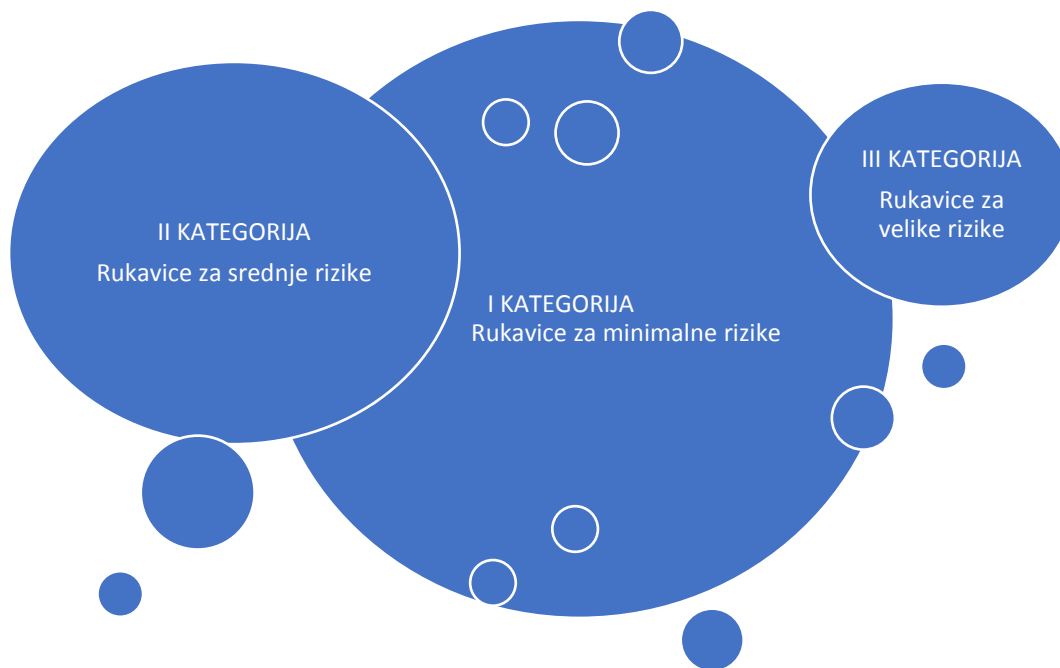 II KATEGORIJA
Rukavice za srednje rizike
I KATEGORIJA
Rukavice za minimalne rizike
III KATEGORIJA
Rukavice za
velike rizike